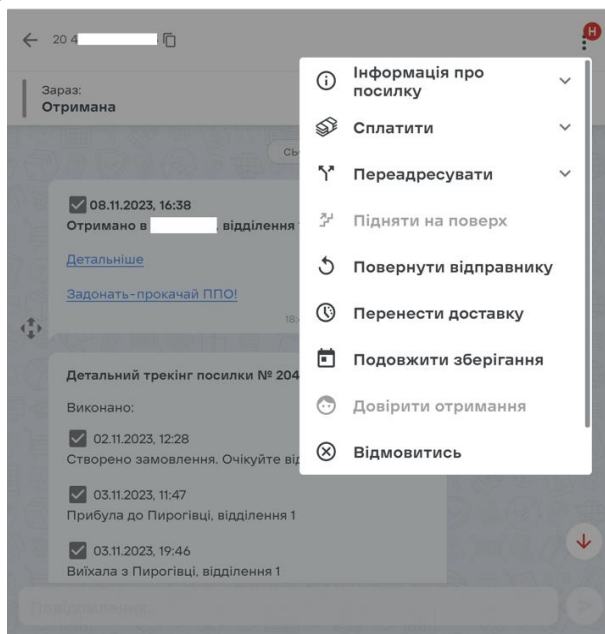 20 4
Н
Зараз:
Отримана
08.11.2023, 16:38
Отримано в відділення
Детальніше
Задонать-прокачай ППО!
18:
Детальний трекінг посилки № 204
Виконано:
02.11.2023, 12:28
Створено замовлення. Очікуйте
03.11.2023, 11:47
Прибула до Пирогівці, відділення 1
03.11.2023, 19:46
Виїхала з Пирогівці, відділення 1
Повідомлення...
Інформація про
посилку
Сплатити
Переадресувати
Підняти на поверх
Повернути відправнику
Перенести доставку
Подовжити зберігання
Довірити отримання
Відмовитись